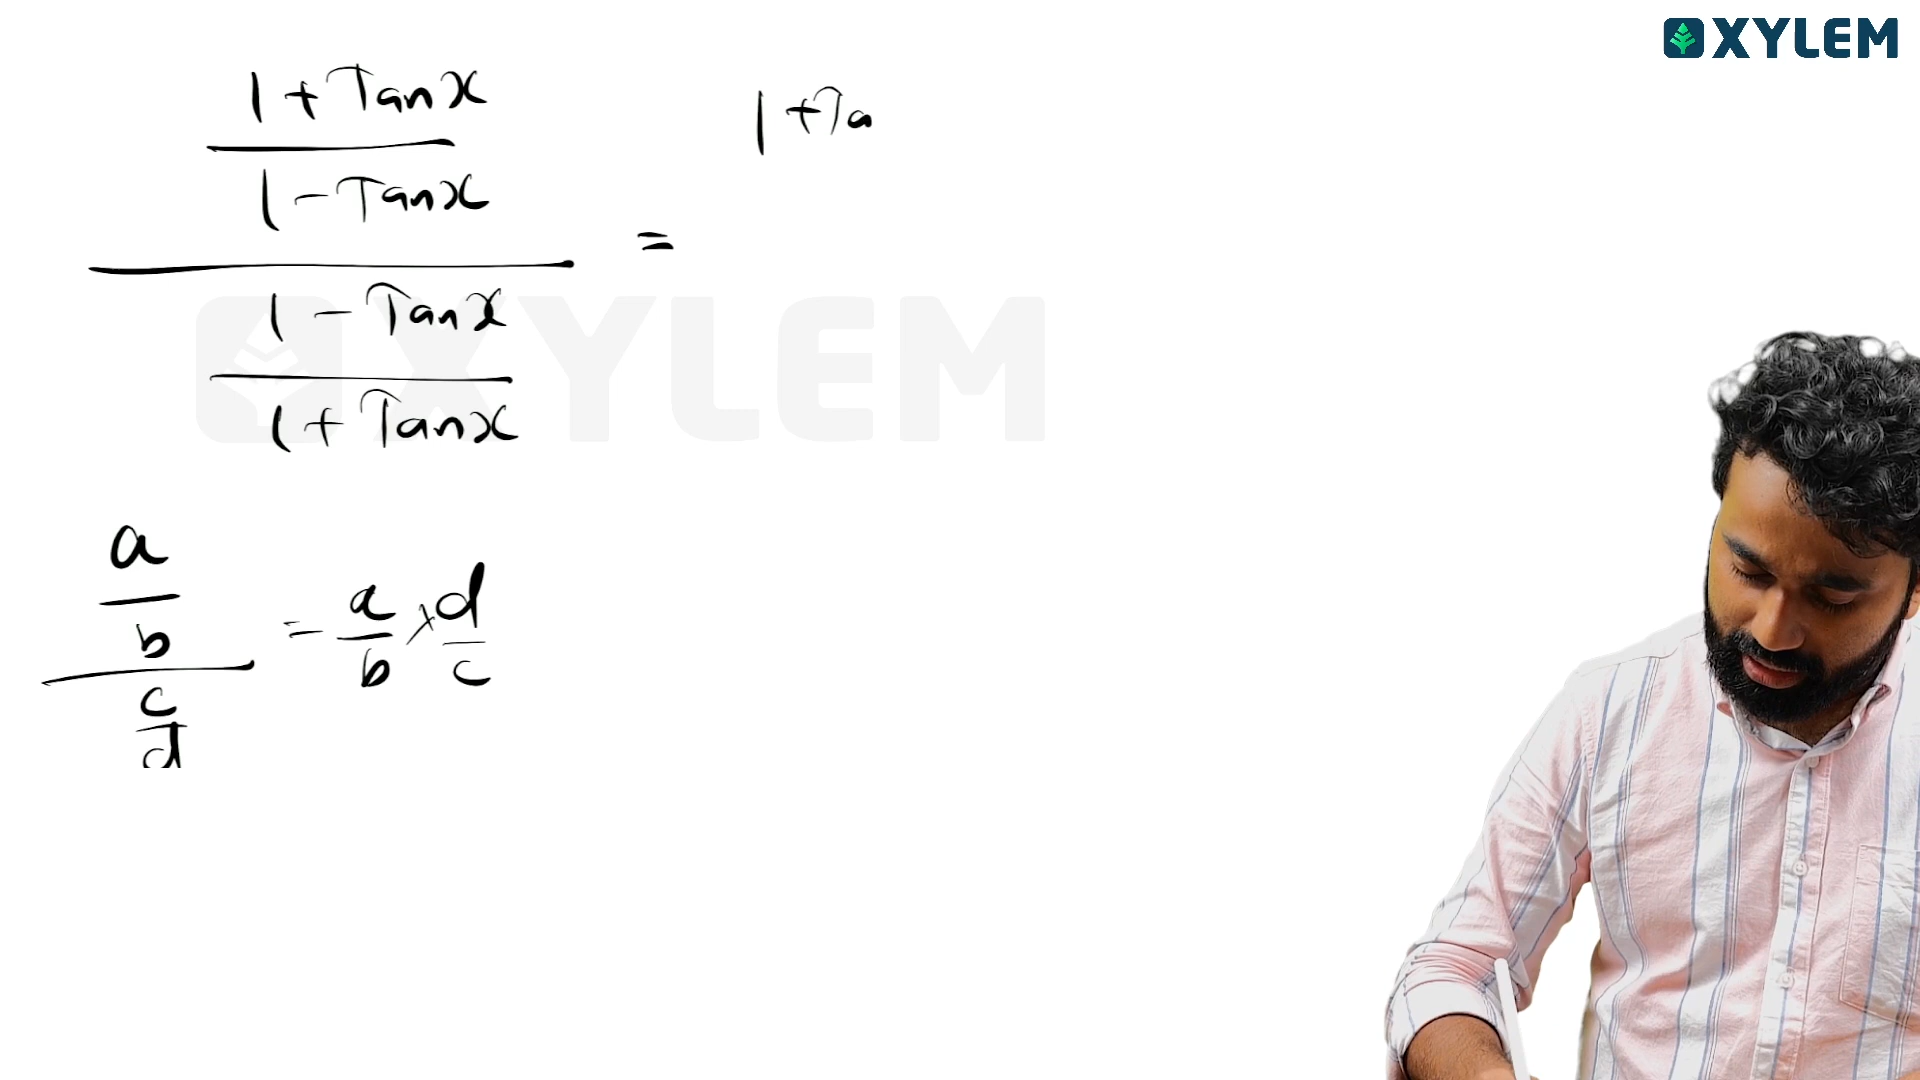 XYLEM
1 + Tan x
1 - Tan x
=
1 + Ta
1 - Tan x
1 + Tan x
XYLEM
a
b
c
d
= a/b × d/c